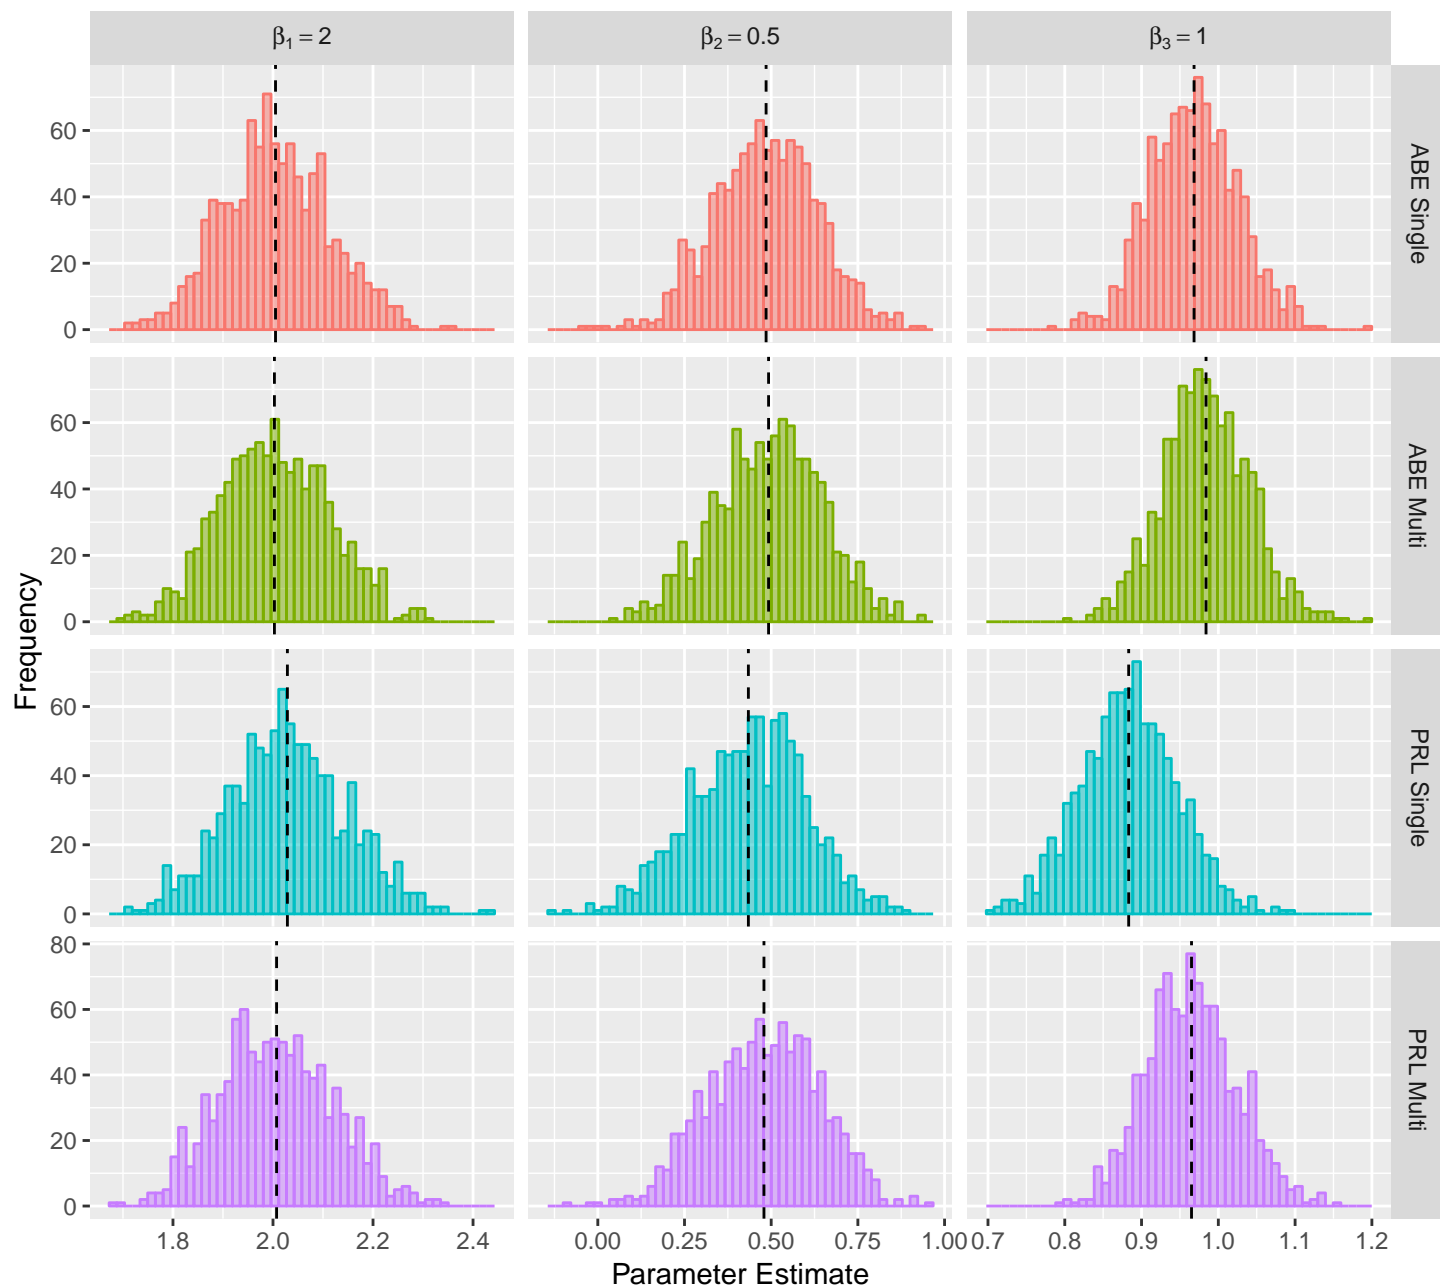 β₁ = 2 β₂ = 0.5 β₃ = 1
60
40
20
0
ABE Single
60
40
20
0
ABE Multi
Frequency
60
40
20
0
PRL Single
80
60
40
20
0
PRL Multi
1.8 2.0 2.2 2.4 0.00 0.25 0.50 0.75 1.00 0.7 0.8 0.9 1.0 1.1 1.2
Parameter Estimate